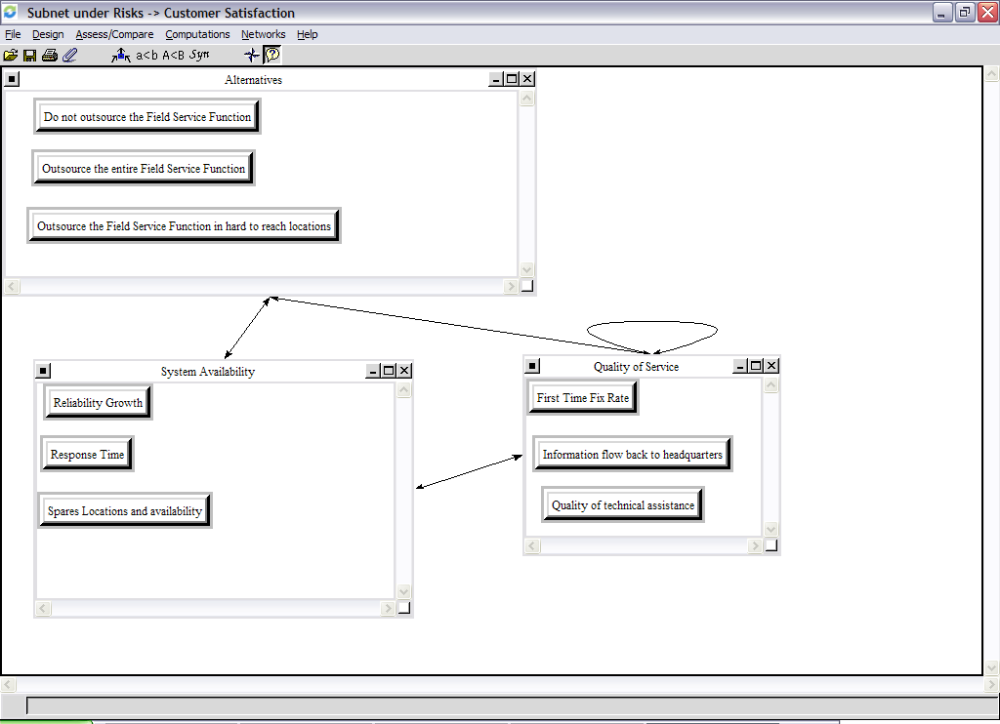 Subnet under Risks -> Customer Satisfaction
File Design Assess/Compare Computations Networks Help
a<b A<B Syn
Alternatives
Do not outsource the Field Service Function
Outsource the entire Field Service Function
Outsource the Field Service Function in hard to reach locations
System Availability
Reliability Growth
Response Time
Spares Locations and availability
Quality of Service
First Time Fix Rate
Information flow back to headquarters
Quality of technical assistance